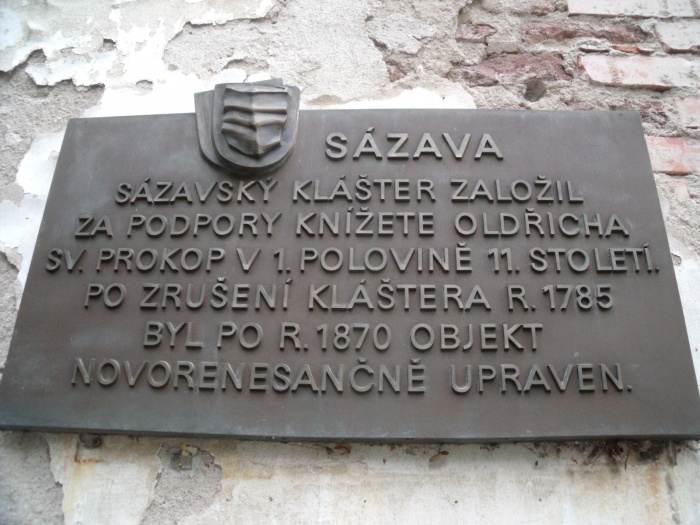 SÁZAVA
SÁZAVSKÝ KLÁŠTER ZALOŽIL
ZA PODPORY KNÍŽETE OLDŘICHA
SV. PROKOP V 1. POLOVINĚ 11. STOLETÍ.
PO ZRUŠENÍ KLÁŠTERA R. 1785
BYL PO R. 1870 OBJEKT
NOVORENESANČNĚ UPRAVEN.